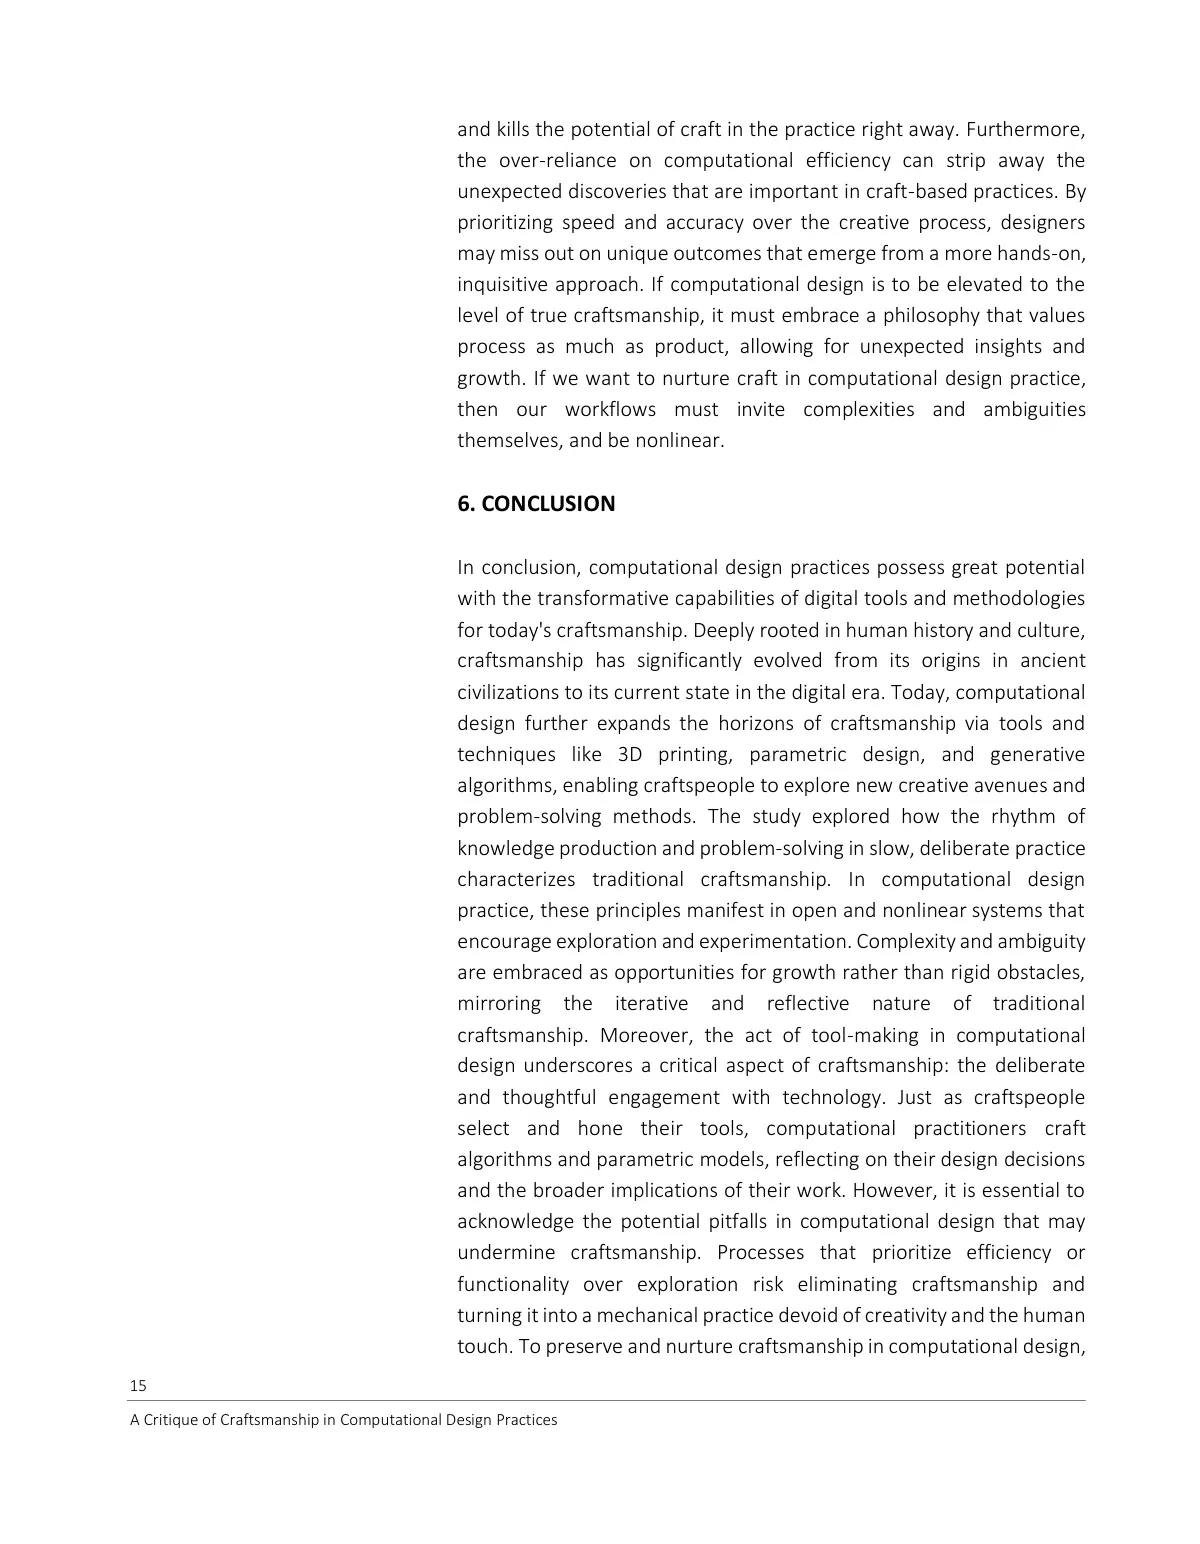 and kills the potential of craft in the practice right away. Furthermore,
the over-reliance on computational efficiency can strip away the
unexpected discoveries that are important in craft-based practices. By
prioritizing speed and accuracy over the creative process, designers
may miss out on unique outcomes that emerge from a more hands-on,
inquisitive approach. If computational design is to be elevated to the
level of true craftsmanship, it must embrace a philosophy that values
process as much as product, allowing for unexpected insights and
growth. If we want to nurture craft in computational design practice,
then our workflows must invite complexities and ambiguities
themselves, and be nonlinear.
6. CONCLUSION
In conclusion, computational design practices possess great potential
with the transformative capabilities of digital tools and methodologies
for today's craftsmanship. Deeply rooted in human history and culture,
craftsmanship has significantly evolved from its origins in ancient
civilizations to its current state in the digital era. Today, computational
design further expands the horizons of craftsmanship via tools and
techniques like 3D printing, parametric design, and generative
algorithms, enabling craftspeople to explore new creative avenues and
problem-solving methods. The study explored how the rhythm of
knowledge production and problem-solving in slow, deliberate practice
characterizes traditional craftsmanship. In computational design
practice, these principles manifest in open and nonlinear systems that
encourage exploration and experimentation. Complexity and ambiguity
are embraced as opportunities for growth rather than rigid obstacles,
mirroring the iterative and reflective nature of traditional
craftsmanship. Moreover, the act of tool-making in computational
design underscores a critical aspect of craftsmanship: the deliberate
and thoughtful engagement with technology. Just as craftspeople
select and hone their tools, computational practitioners craft
algorithms and parametric models, reflecting on their design decisions
and the broader implications of their work. However, it is essential to
acknowledge the potential pitfalls in computational design that may
undermine craftsmanship. Processes that prioritize efficiency or
functionality over exploration risk eliminating craftsmanship and
turning it into a mechanical practice devoid of creativity and the human
touch. To preserve and nurture craftsmanship in computational design,
15
A Critique of Craftsmanship in Computational Design Practices